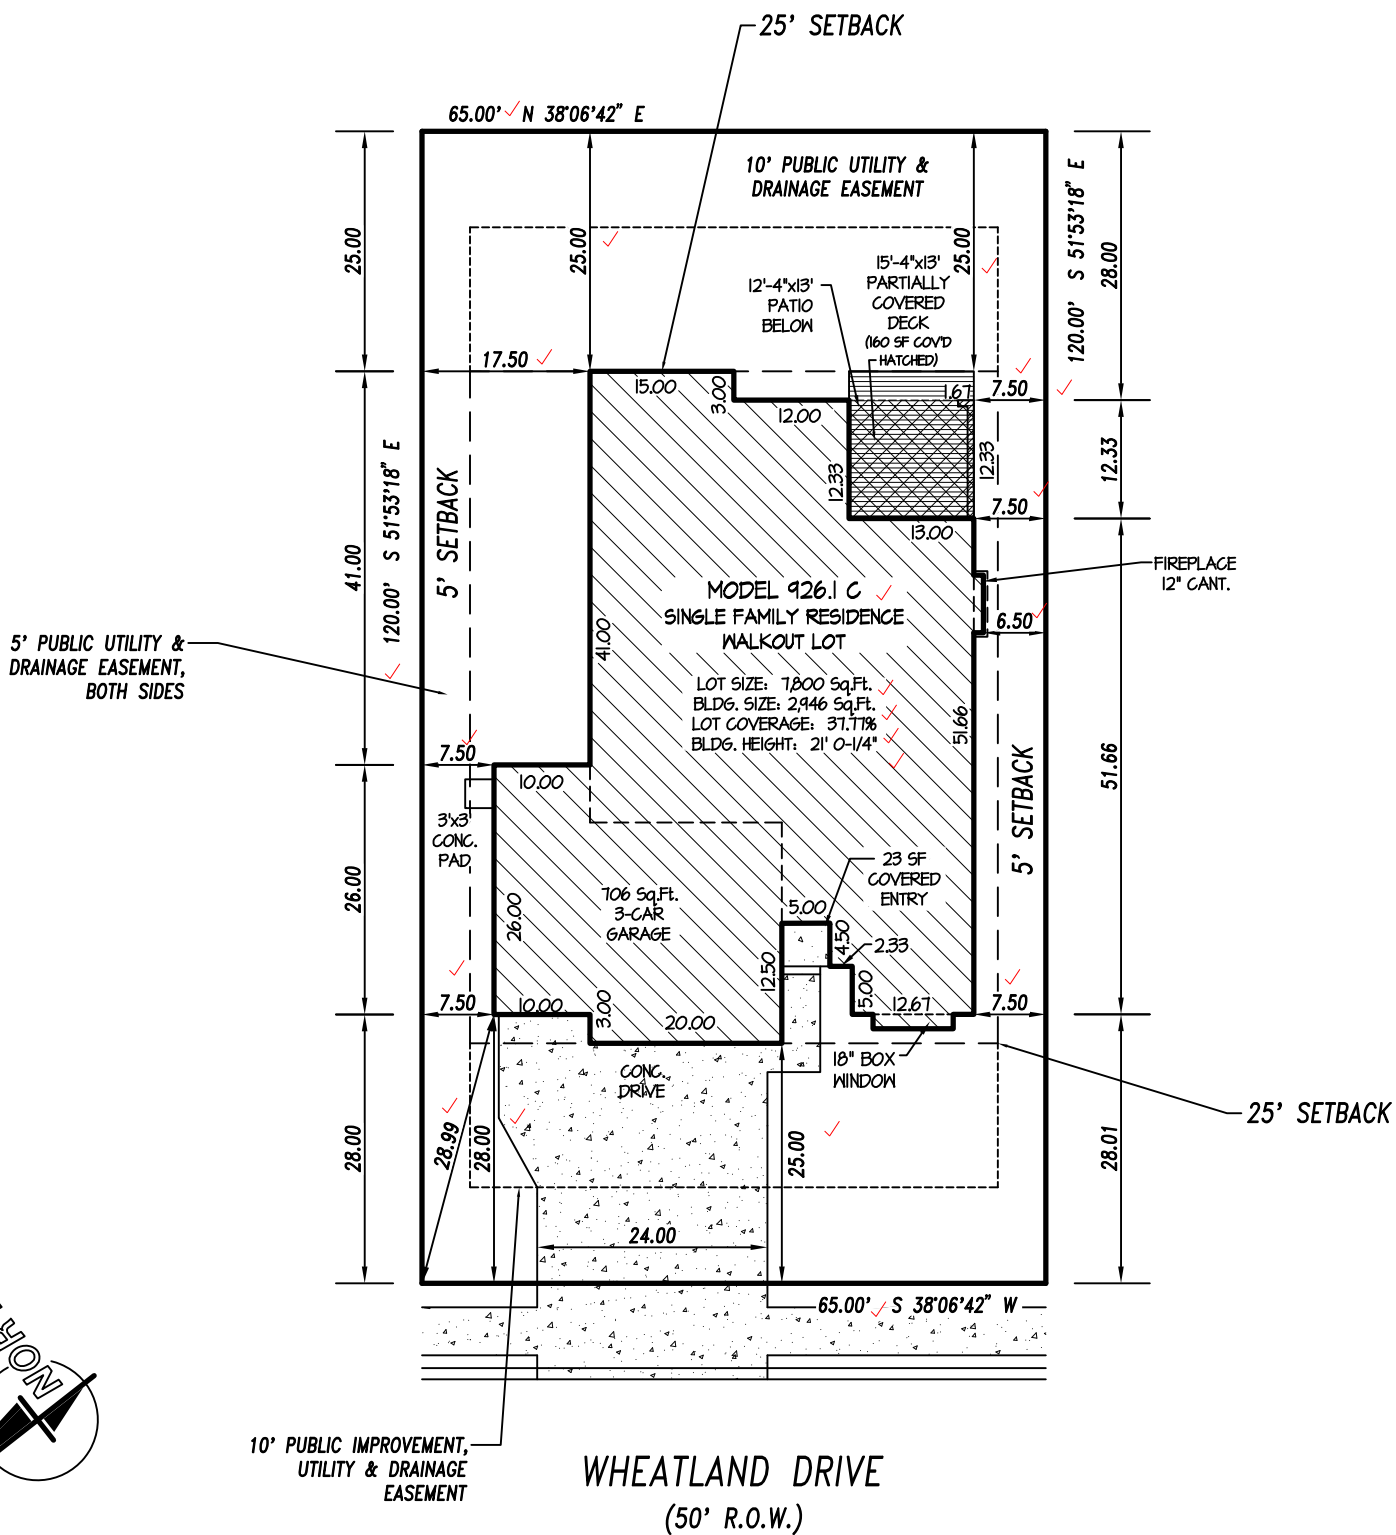 25' SETBACK
65.00' N 38°06'42" E
10' PUBLIC UTILITY &
DRAINAGE EASEMENT
25.00
25.00
25.00
28.00
120.00' S 51°53'18" E
15'-4"x13'
PARTIALLY
COVERED
DECK
(160 SF COV'D
HATCHED)
12'-4"x13'
PATIO
BELOW
17.50
15.00
3.00
12.00
1.67
7.50
12.33
12.33
12.33
7.50
13.00
120.00' S 51°53'18" E
5' SETBACK
41.00
41.00
FIREPLACE
12" CANT.
6.50
MODEL 926.1 C
SINGLE FAMILY RESIDENCE
WALKOUT LOT
LOT SIZE: 7,800 Sq.Ft.
BLDG. SIZE: 2,946 Sq.Ft.
LOT COVERAGE: 37.77%
BLDG. HEIGHT: 21' 0-1/4"
5' PUBLIC UTILITY &
DRAINAGE EASEMENT,
BOTH SIDES
51.66
51.66
5' SETBACK
7.50
10.00
3'x3'
CONC.
PAD
26.00
26.00
706 Sq.Ft.
3-CAR
GARAGE
23 SF
COVERED
ENTRY
5.00
4.50
2.33
12.50
5.00
12.67
7.50
7.50
10.00
3.00
20.00
18" BOX
WINDOW
CONC.
DRIVE
25' SETBACK
28.00
28.99
28.00
25.00
28.01
24.00
65.00' S 38°06'42" W
10' PUBLIC IMPROVEMENT,
UTILITY & DRAINAGE
EASEMENT
WHEATLAND DRIVE
(50' R.O.W.)